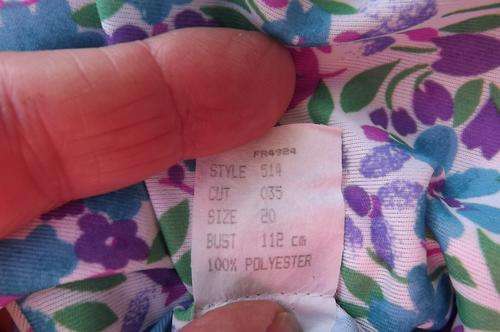 FR4924
STYLE 514
CUT 035
SIZE 20
BUST 112 cm
100% POLYESTER